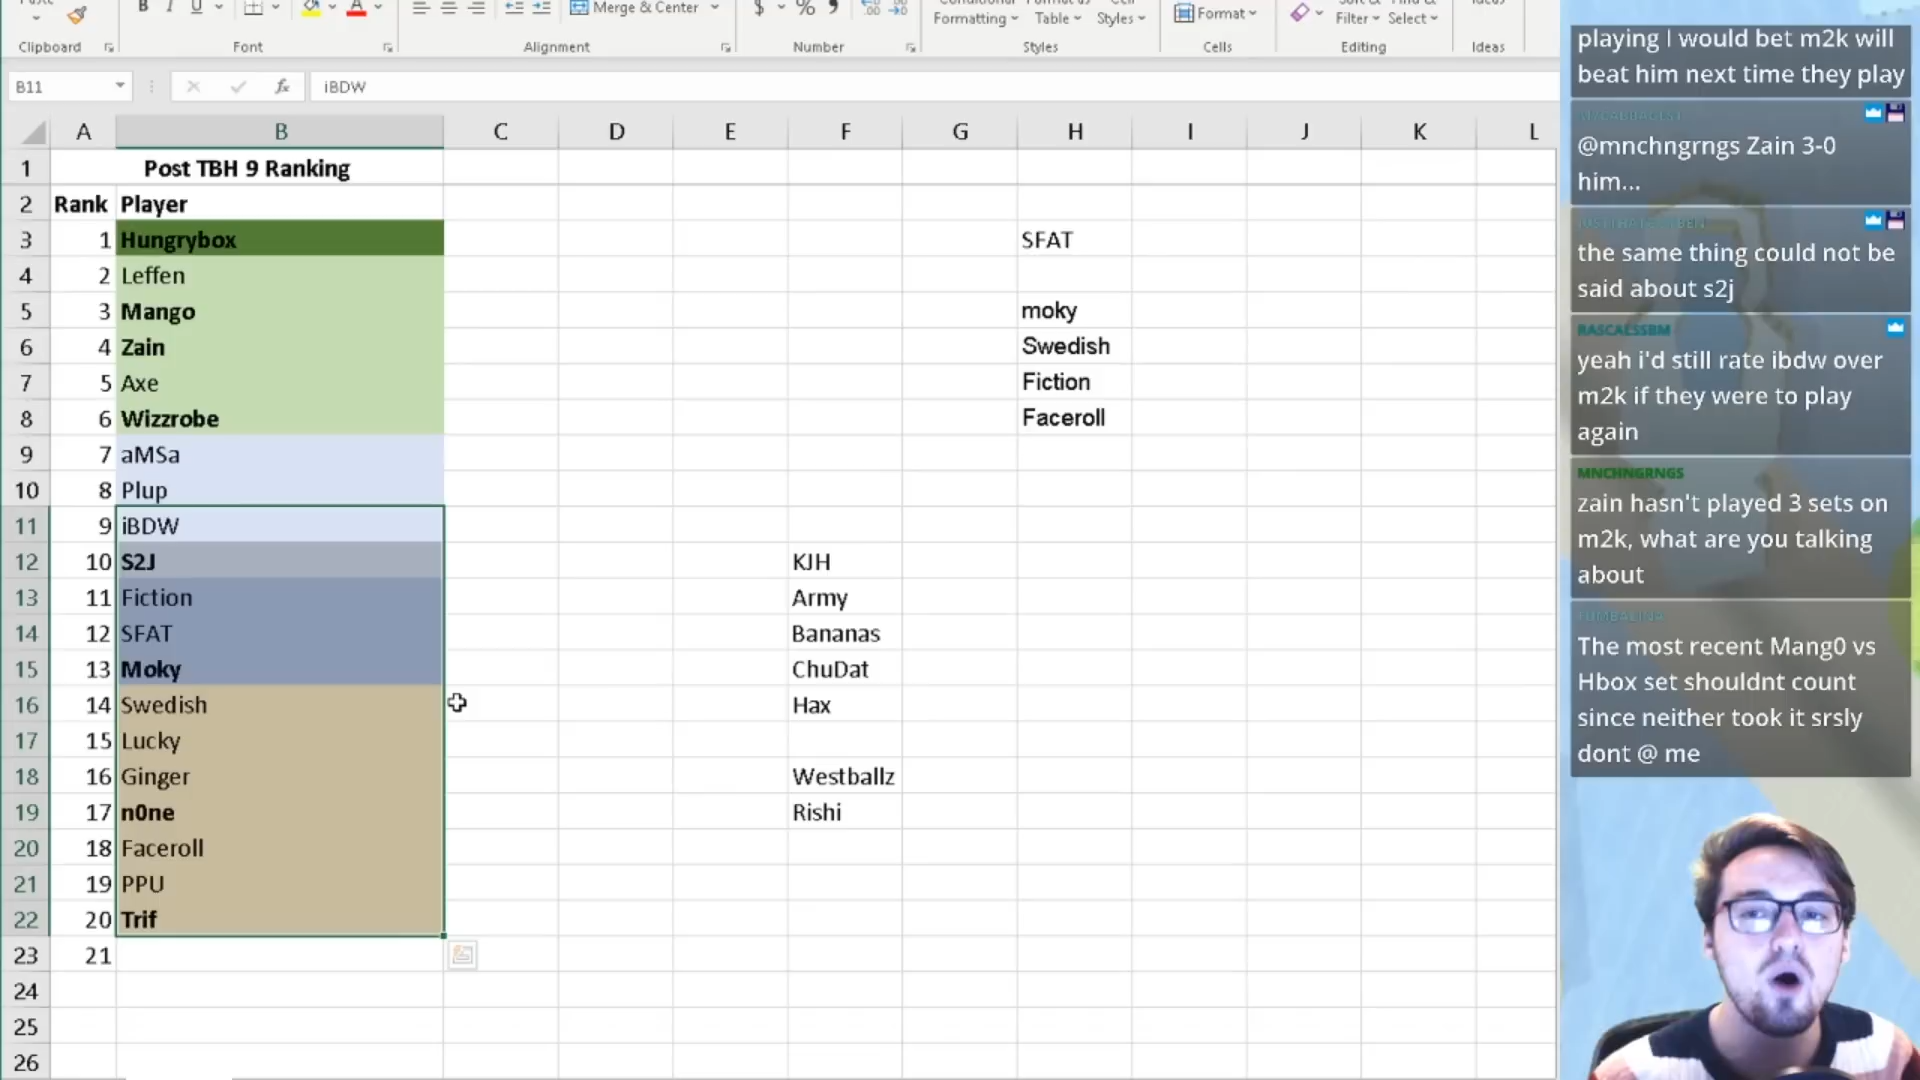 B I U
Merge & Center
$ % 9
Formatting Table Styles
Format
Filter Select
Clipboard Font Alignment Number Styles Cells Editing Ideas
B11 fx iBDW
A B C D E F G H I J K L
1 Post TBH 9 Ranking
2 Rank Player
3 1 Hungrybox SFAT
4 2 Leffen
5 3 Mango moky
6 4 Zain Swedish
7 5 Axe Fiction
8 6 Wizzrobe Faceroll
9 7 aMSa
10 8 Plup
11 9 iBDW
12 10 S2J KJH
13 11 Fiction Army
14 12 SFAT Bananas
15 13 Moky ChuDat
16 14 Swedish Hax
17 15 Lucky
18 16 Ginger Westballz
19 17 n0ne Rishi
20 18 Faceroll
21 19 PPU
22 20 Trif
23 21
24
25
26
playing I would bet m2k will
beat him next time they play
@mnchngrngs Zain 3-0
him...
the same thing could not be
said about s2j
RASCALSSBM
yeah i'd still rate ibdw over
m2k if they were to play
again
MNCHNGRNGS
zain hasn't played 3 sets on
m2k, what are you talking
about
The most recent Mang0 vs
Hbox set shouldnt count
since neither took it srsly
dont @ me